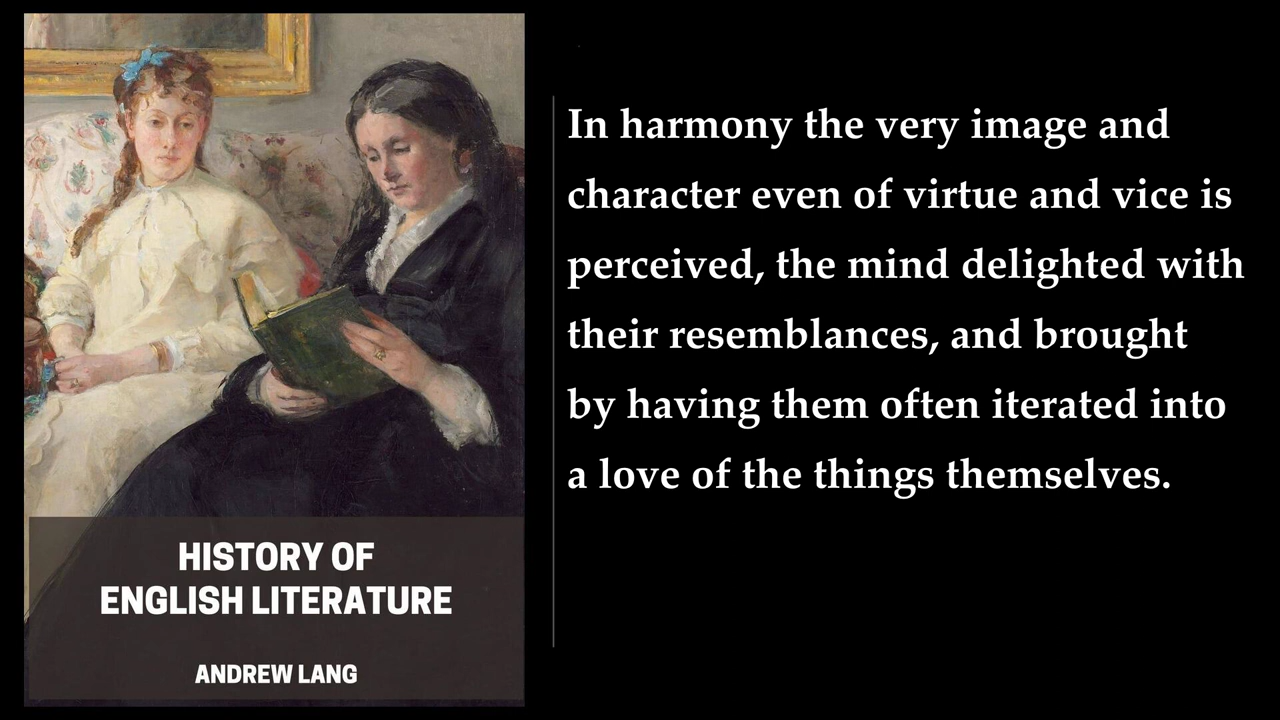 HISTORY OF
ENGLISH LITERATURE
ANDREW LANG
In harmony the very image and
character even of virtue and vice is
perceived, the mind delighted with
their resemblances, and brought
by having them often iterated into
a love of the things themselves.